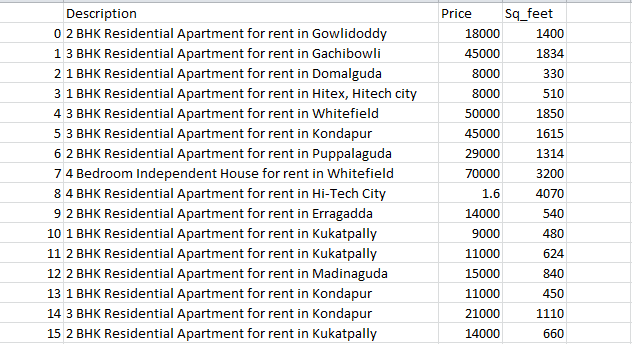 Description Price Sq_feet
0 2 BHK Residential Apartment for rent in Gowlidoddy 18000 1400
1 3 BHK Residential Apartment for rent in Gachibowli 45000 1834
2 1 BHK Residential Apartment for rent in Domalguda 8000 330
3 1 BHK Residential Apartment for rent in Hitex, Hitech city 8000 510
4 3 BHK Residential Apartment for rent in Whitefield 50000 1850
5 3 BHK Residential Apartment for rent in Kondapur 45000 1615
6 2 BHK Residential Apartment for rent in Puppalaguda 29000 1314
7 4 Bedroom Independent House for rent in Whitefield 70000 3200
8 4 BHK Residential Apartment for rent in Hi-Tech City 1.6 4070
9 2 BHK Residential Apartment for rent in Erragadda 14000 540
10 1 BHK Residential Apartment for rent in Kukatpally 9000 480
11 2 BHK Residential Apartment for rent in Kukatpally 11000 624
12 2 BHK Residential Apartment for rent in Madinaguda 15000 840
13 1 BHK Residential Apartment for rent in Kondapur 11000 450
14 3 BHK Residential Apartment for rent in Kondapur 21000 1110
15 2 BHK Residential Apartment for rent in Kukatpally 14000 660